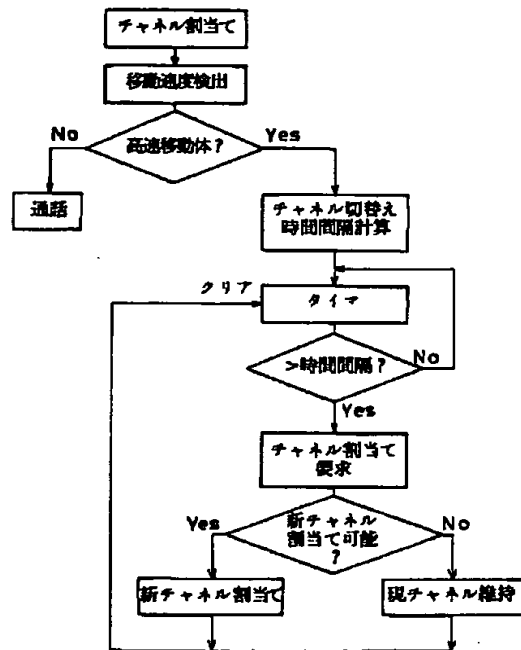 チャネル割当て
移動速度検出
高速移動体?
No
Yes
通話
チャネル切替え
時間間隔計算
クリア
タイマ
>時間間隔?
No
Yes
チャネル割当て
要求
新チャネル
割当て可能
?
Yes
No
新チャネル割当て
現チャネル維持